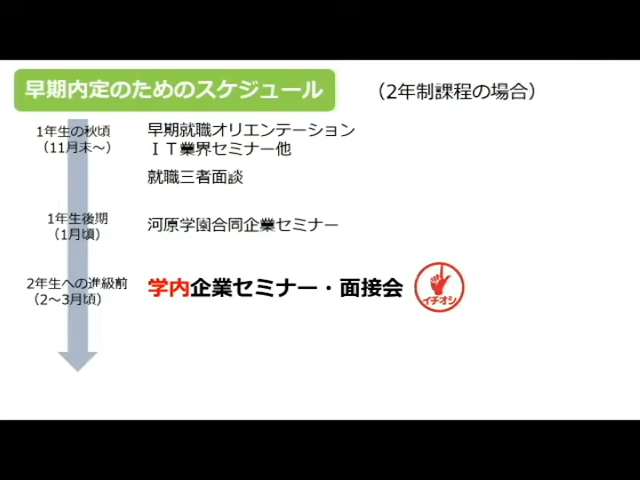 早期内定のためのスケジュール
（2年制課程の場合）
1年生の秋頃
（11月末～）
早期就職オリエンテーション
ＩＴ業界セミナー他
就職三者面談
1年生後期
（1月頃）
河原学園合同企業セミナー
2年生への進級前
（2～3月頃）
学内企業セミナー・面接会
イチオシ